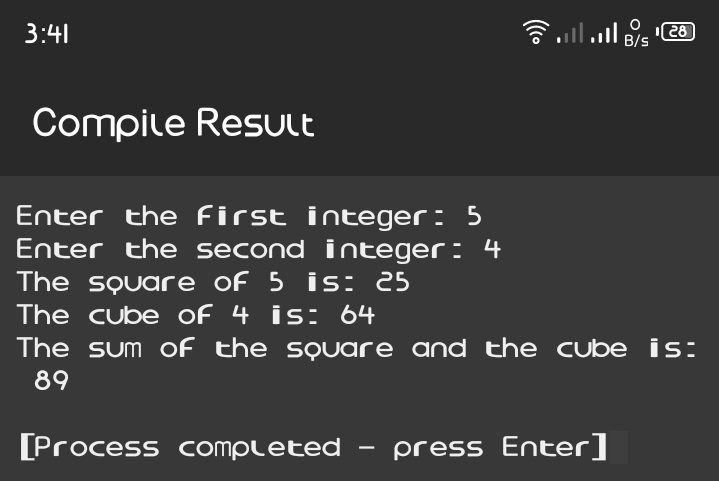 3:41
0
B/s
28
Compile Result
Enter the first integer: 5
Enter the second integer: 4
The square of 5 is: 25
The cube of 4 is: 64
The sum of the square and the cube is:
89
[Process completed - press Enter]